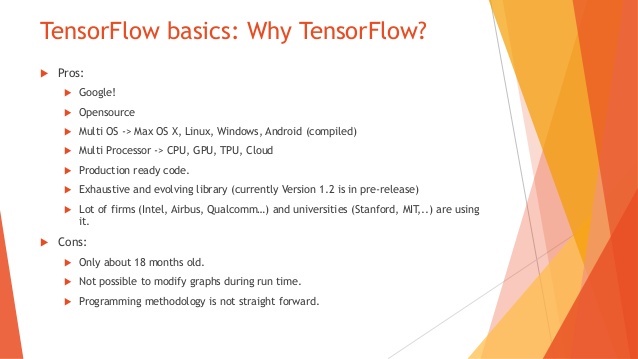 TensorFlow basics: Why TensorFlow?
Pros:
Google!
Opensource
Multi OS -> Max OS X, Linux, Windows, Android (compiled)
Multi Processor -> CPU, GPU, TPU, Cloud
Production ready code.
Exhaustive and evolving library (currently Version 1.2 is in pre-release)
Lot of firms (Intel, Airbus, Qualcomm…) and universities (Stanford, MIT,..) are using
it.
Cons:
Only about 18 months old.
Not possible to modify graphs during run time.
Programming methodology is not straight forward.